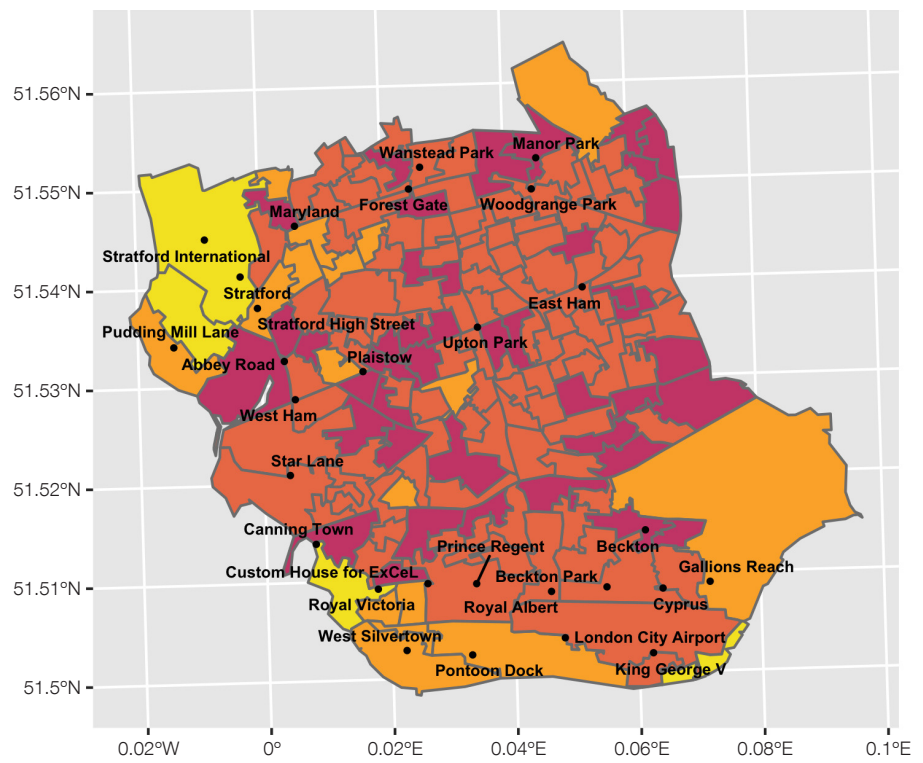 51.56°N
Manor Park
Wanstead Park
51.55°N
Forest Gate
Woodgrange Park
Maryland
Stratford International
51.54°N
Stratford
East Ham
Stratford High Street
Pudding Mill Lane
Upton Park
Plaistow
Abbey Road
51.53°N
West Ham
Star Lane
51.52°N
Canning Town
Prince Regent
Beckton
Gallions Reach
Custom House for ExCeL
Beckton Park
51.51°N
Royal Victoria
Royal Albert
Cyprus
West Silvertown
London City Airport
Pontoon Dock
King George V
51.5°N
0.02°W
0°
0.02°E
0.04°E
0.06°E
0.08°E
0.1°E